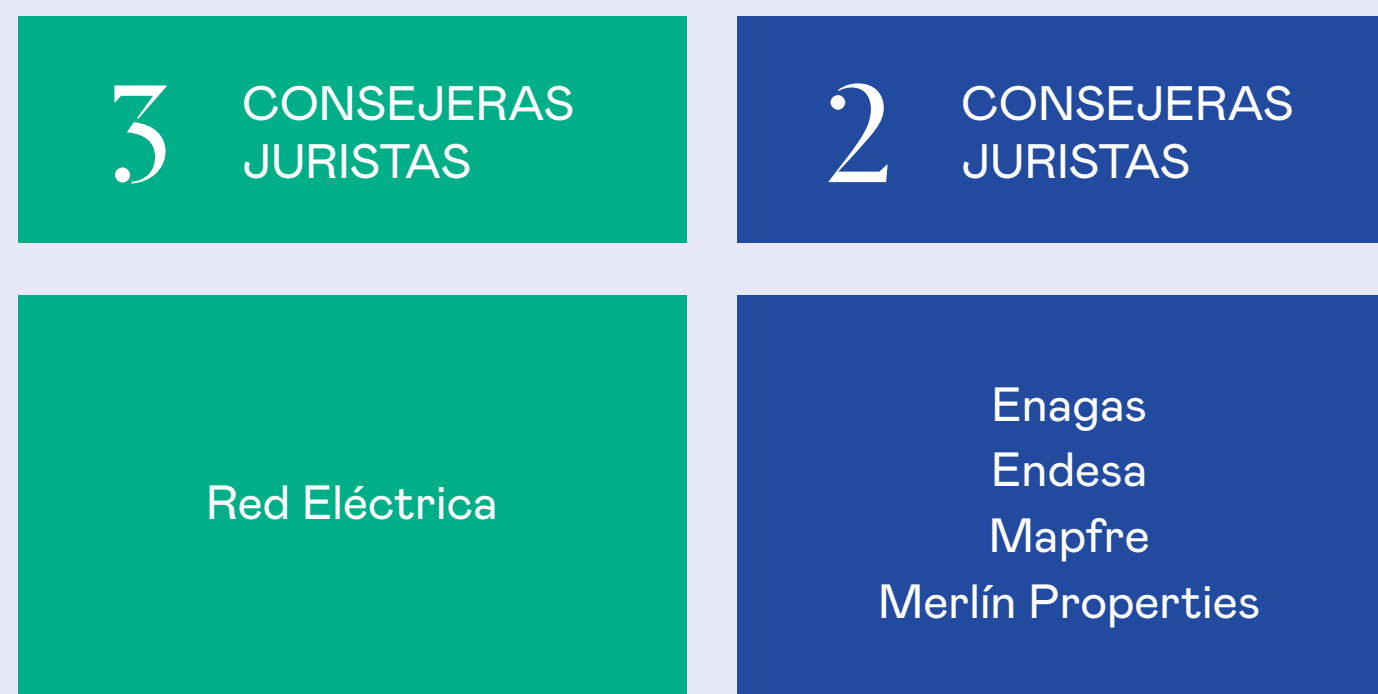 3
CONSEJERAS
JURISTAS
2
CONSEJERAS
JURISTAS
Red Eléctrica
Enagas
Endesa
Mapfre
Merlín Properties